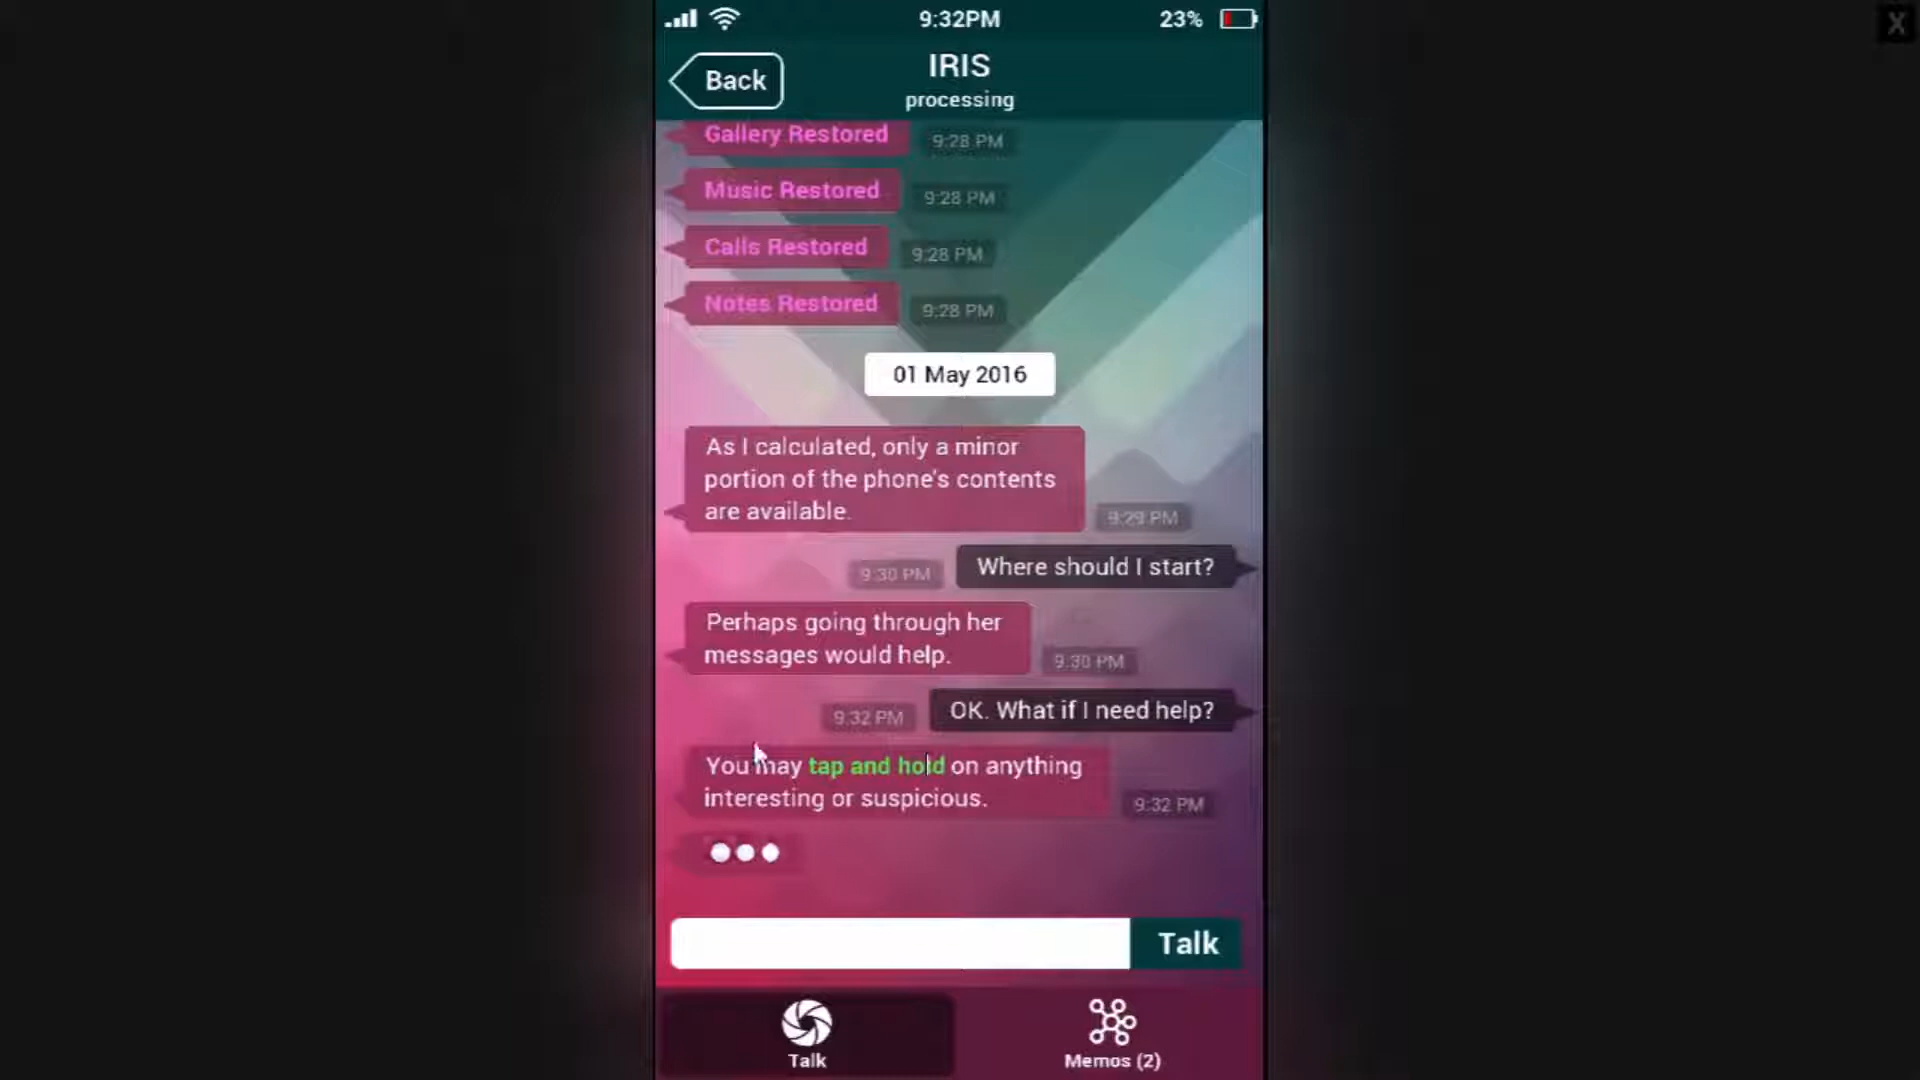 9:32PM
23%
X
Back
IRIS
processing
Gallery Restored
9:28 PM
Music Restored
9:28 PM
Calls Restored
9:28 PM
Notes Restored
9:28 PM
01 May 2016
As I calculated, only a minor
portion of the phone's contents
are available.
9:29 PM
Where should I start?
9:30 PM
Perhaps going through her
messages would help.
9:30 PM
OK. What if I need help?
9:32 PM
You may tap and hold on anything
interesting or suspicious.
9:32 PM
Talk
Talk
Memos (2)